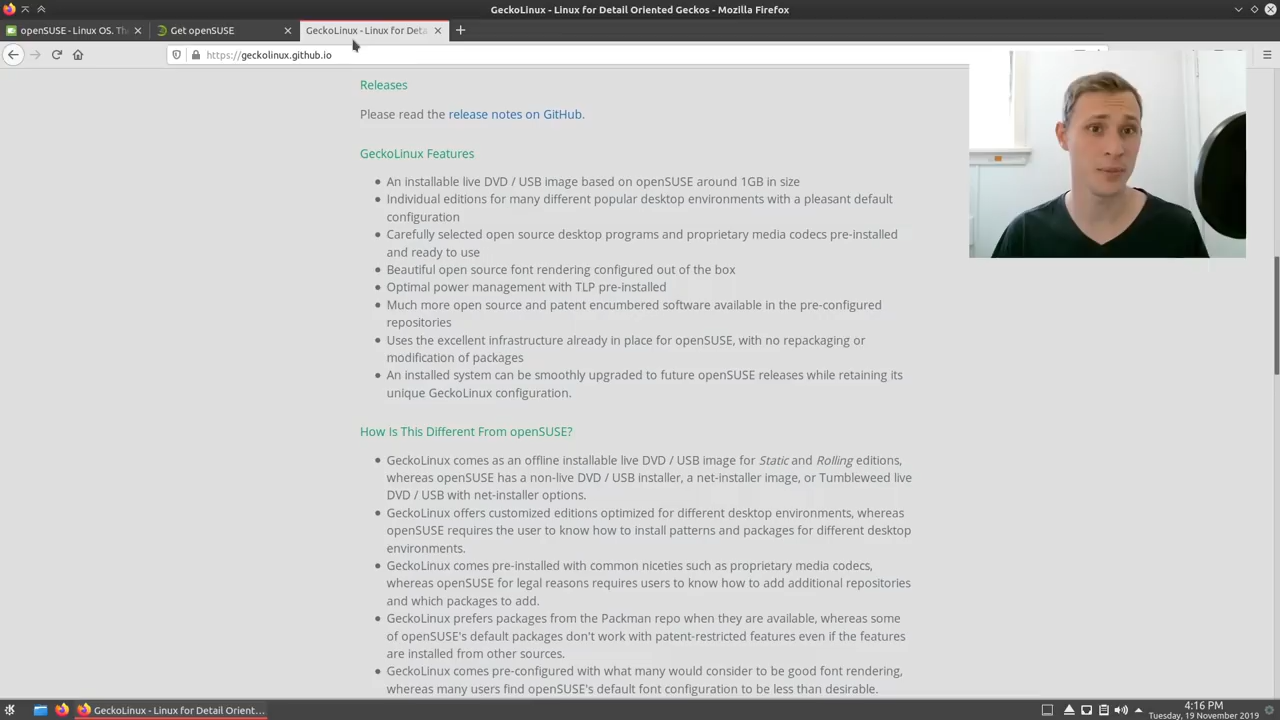 GeckoLinux - Linux for Detail Oriented Geckos - Mozilla Firefox
openSUSE - Linux OS. Th
Get openSUSE
GeckoLinux - Linux for Deta
https://geckolinux.github.io
Releases
Please read the release notes on GitHub.
GeckoLinux Features
An installable live DVD / USB image based on openSUSE around 1GB in size
Individual editions for many different popular desktop environments with a pleasant default
configuration
Carefully selected open source desktop programs and proprietary media codecs pre-installed
and ready to use
Beautiful open source font rendering configured out of the box
Optimal power management with TLP pre-installed
Much more open source and patent encumbered software available in the pre-configured
repositories
Uses the excellent infrastructure already in place for openSUSE, with no repackaging or
modification of packages
An installed system can be smoothly upgraded to future openSUSE releases while retaining its
unique GeckoLinux configuration.
How Is This Different From openSUSE?
GeckoLinux comes as an offline installable live DVD / USB image for Static and Rolling editions,
whereas openSUSE has a non-live DVD / USB installer, a net-installer image, or Tumbleweed live
DVD / USB with net-installer options.
GeckoLinux offers customized editions optimized for different desktop environments, whereas
openSUSE requires the user to know how to install patterns and packages for different desktop
environments.
GeckoLinux comes pre-installed with common niceties such as proprietary media codecs,
whereas openSUSE for legal reasons requires users to know how to add additional repositories
and which packages to add.
GeckoLinux prefers packages from the Packman repo when they are available, whereas some
of openSUSE's default packages don't work with patent-restricted features even if the features
are installed from other sources.
GeckoLinux comes pre-configured with what many would consider to be good font rendering,
whereas many users find openSUSE's default font configuration to be less than desirable.
GeckoLinux - Linux for Detail Orient...
4:16 PM
Tuesday, 19 November 2019